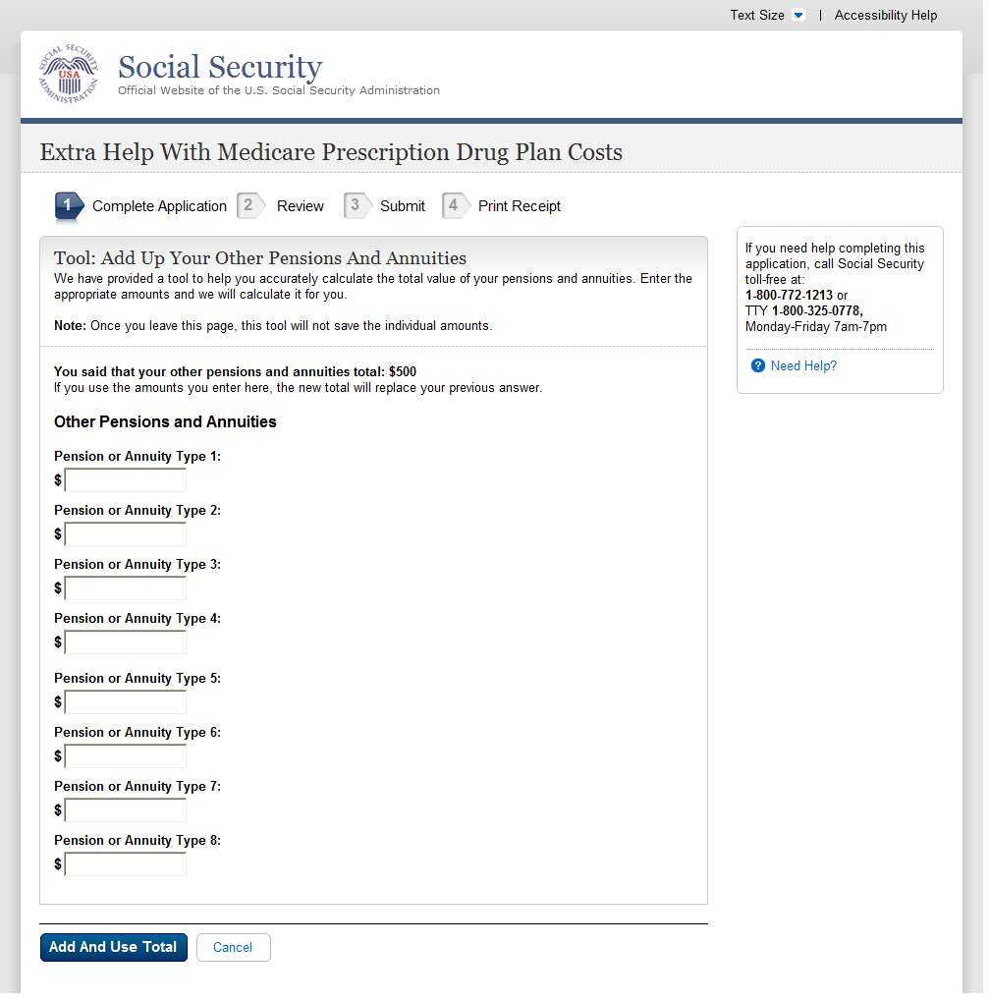 Text Size | Accessibility Help
SOCIAL SECURITY ADMINISTRATION
USA
Social Security
Official Website of the U.S. Social Security Administration
Extra Help With Medicare Prescription Drug Plan Costs
1 Complete Application 2 Review 3 Submit 4 Print Receipt
Tool: Add Up Your Other Pensions And Annuities
We have provided a tool to help you accurately calculate the total value of your pensions and annuities. Enter the
appropriate amounts and we will calculate it for you.
Note: Once you leave this page, this tool will not save the individual amounts.
You said that your other pensions and annuities total: $500
If you use the amounts you enter here, the new total will replace your previous answer.
Other Pensions and Annuities
Pension or Annuity Type 1:
$
Pension or Annuity Type 2:
$
Pension or Annuity Type 3:
$
Pension or Annuity Type 4:
$
Pension or Annuity Type 5:
$
Pension or Annuity Type 6:
$
Pension or Annuity Type 7:
$
Pension or Annuity Type 8:
$
Add And Use Total Cancel
If you need help completing this
application, call Social Security
toll-free at:
1-800-772-1213 or
TTY 1-800-325-0778,
Monday-Friday 7am-7pm
? Need Help?